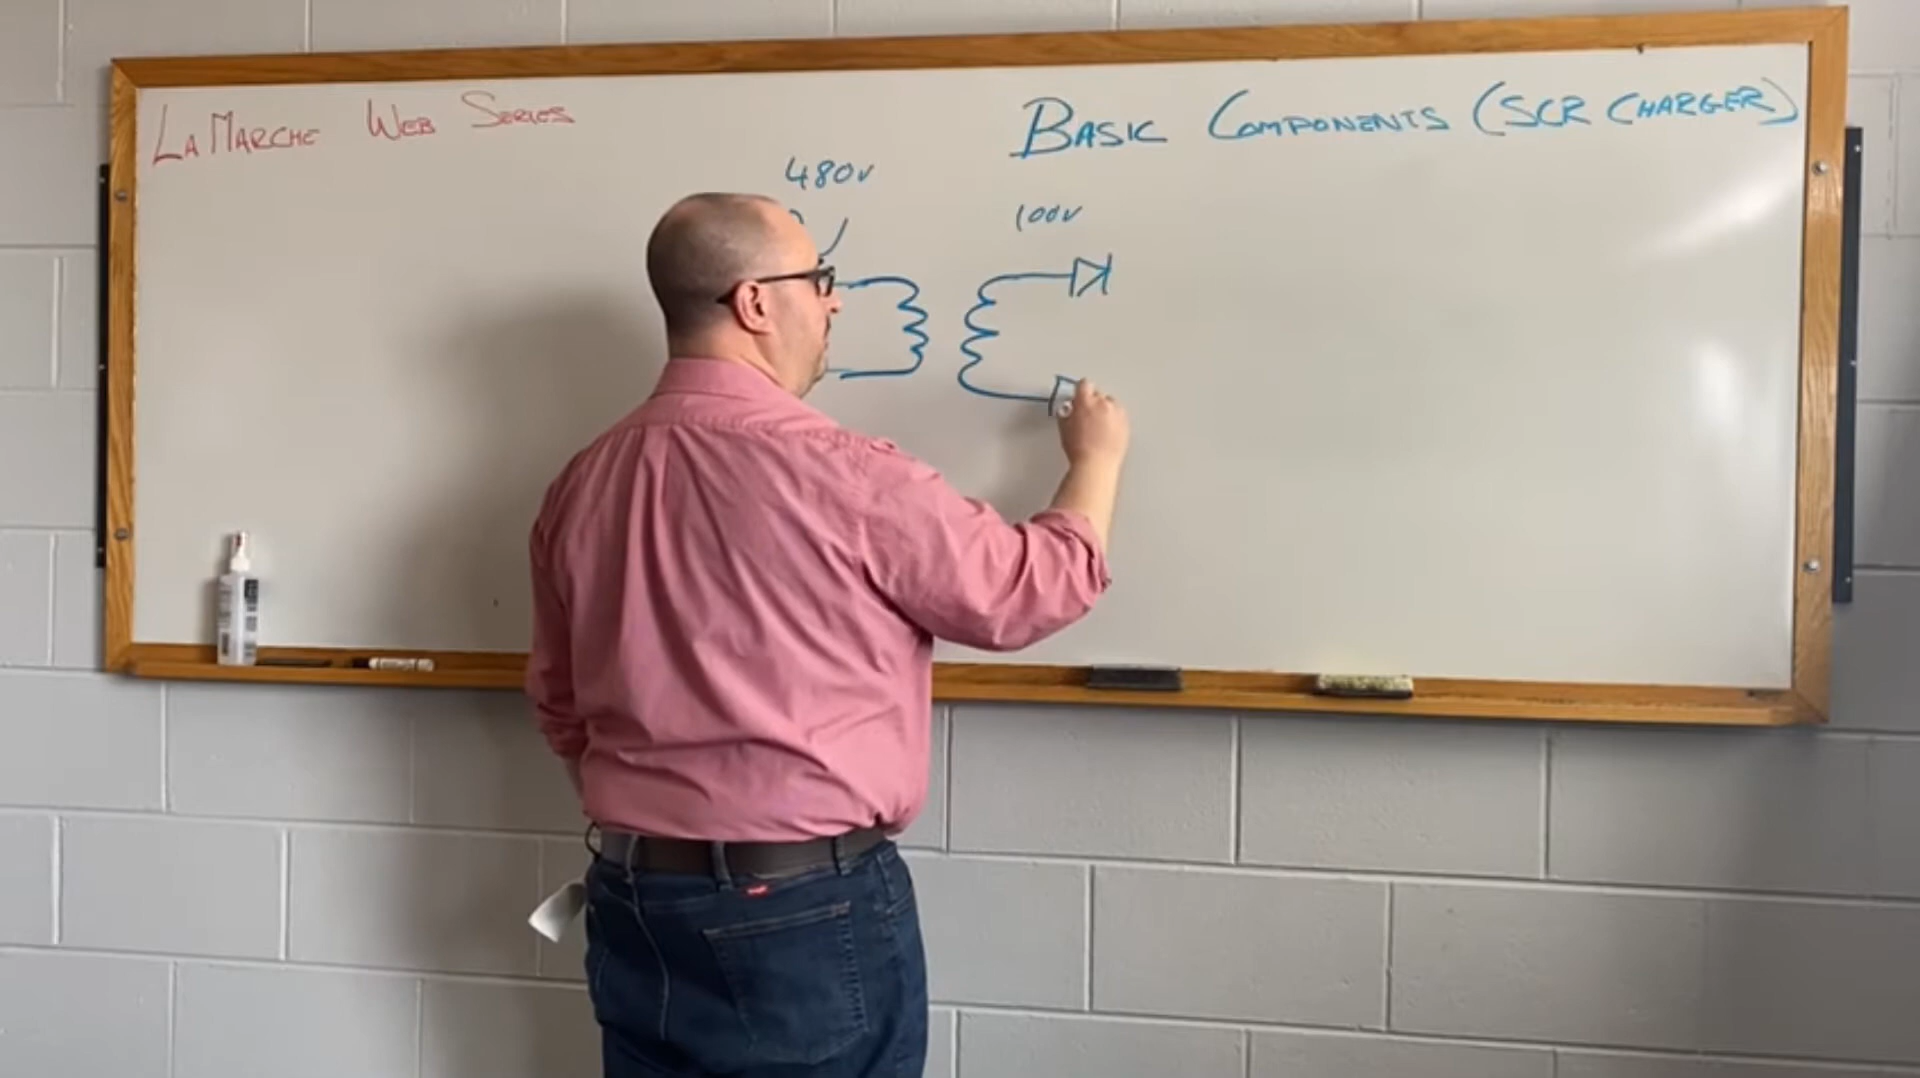 LaMarche Web Series
Basic Components (SCR Charger)
480v
100v